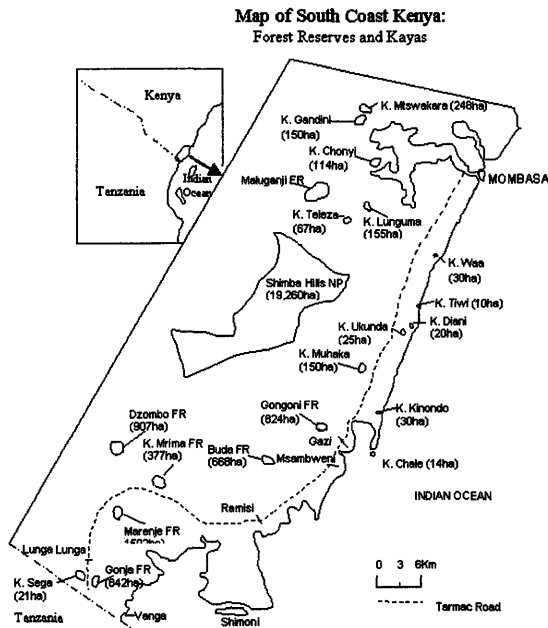 Map of South Coast Kenya:
Forest Reserves and Kayas
Kenya
Tanzania
Indian
Ocean
K. Mtswakara (248ha)
K. Gandini
(150ha)
K. Chonyi
(114ha)
MOMBASA
Maluganji ER
K. Teleza
(67ha)
K. Lunguma
(155ha)
K. Waa
(30ha)
Shimba Hills NP
(19,260ha)
K. Tiwi (10ha)
K. Diani
(20ha)
K. Ukunda
(25ha)
K. Muhaka
(150ha)
Gongoni FR
(824ha)
K. Kinondo
(30ha)
Dzombo FR
(907ha)
K. Mrima FR
(377ha)
Buda FR
(668ha)
Gazi
Msambweni
K. Chale (14ha)
INDIAN OCEAN
Ramisi
Marenje FR
Lunga Lunga
K. Sega
(21ha)
Gonja FR
(842ha)
Tanzania
Vanga
Shimoni
0 3 6Km
Tarmac Road